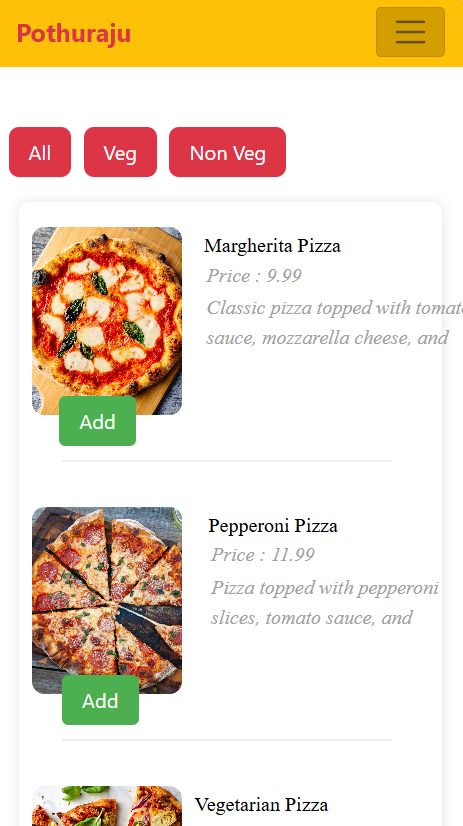 Pothuraju
All
Veg
Non Veg
Margherita Pizza
Price : 9.99
Classic pizza topped with
sauce, mozzarella cheese, and
Add
Pepperoni Pizza
Price : 11.99
Pizza topped with pepperoni
slices, tomato sauce, and
Add
Vegetarian Pizza